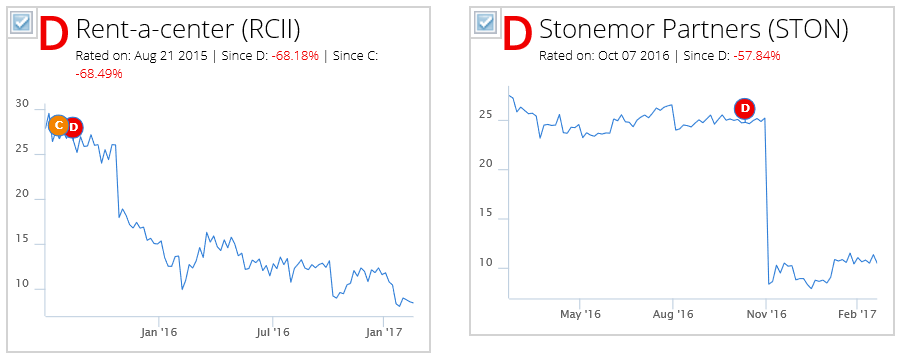 D Rent-a-center (RCII)
Rated on: Aug 21 2015 | Since D: -68.18% | Since C:
-68.49%
30
25
20
15
10
C D
Jan '16 Jul '16 Jan '17
D Stonemor Partners (STON)
Rated on: Oct 07 2016 | Since D: -57.84%
25
20
15
10
D
May '16 Aug '16 Nov '16 Feb '17